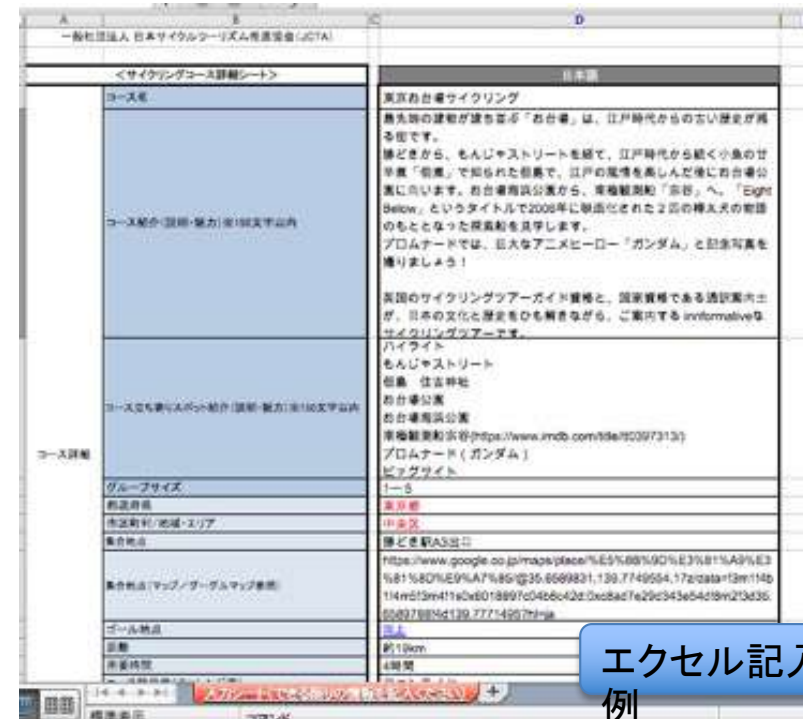 A B C D
一般社団法人 日本サイクルツーリズム推進協会(JCTA)
<サイクリングコース詳細シート> 日本語
コース名 東京お台場サイクリング
コース紹介(説明・魅力)
最先端の建物が建ち並ぶ「お台場」は、江戸時代からの古い歴史が残
る街です。
勝どきから、もんじゃストリートを経て、江戸時代から続く小魚の甘
辛煮「佃煮」で知られた佃島で、江戸の風情を楽しんだ後にお台場公
園に向います。お台場海浜公園から、南極観測船「宗谷」へ。「Eight
Below」というタイトルで2006年に映画化された2匹の樺太犬の物語
のもととなった探索船を見学します。
プロムナードでは、巨大なアニメヒーロー「ガンダム」と記念写真を
撮りましょう！
英国のサイクリングツアーガイド資格と、国家資格である通訳案内士
が、日本の文化と歴史をひも解きながら、ご案内する innformativeな
サイクリングツアーです。
コース詳細
コース立ち寄りスポット紹介(説明・魅力)
ハイライト
もんじゃストリート
佃島 住吉神社
お台場公園
お台場海浜公園
南極観測船宗谷(https://www.imdb.com/title/tt0397313/)
プロムナード(ガンダム)
ビッグサイト
グループサイズ 1—5
都道府県 東京都
市区町村/地域・エリア 中央区
集合地点 勝どき駅A3出口
集合地点(マップ/グーグルマップ参照)
https://www.google.co.jp/maps/place/
ゴール地点 同上
距離 約19km
所要時間 4時間
標準表示
エクセル記入
例